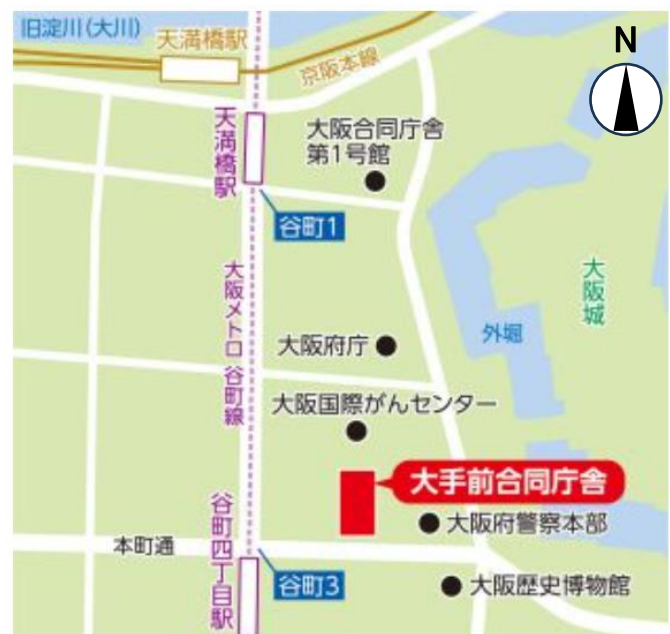 旧淀川(大川)
天満橋駅
京阪本線
N
天満橋駅
大阪合同庁舎
第1号館
谷町1
大阪メトロ 谷町線
大阪城
外堀
大阪府庁
大阪国際がんセンター
大手前合同庁舎
大阪府警察本部
谷町四丁目駅
本町通
谷町3
大阪歴史博物館